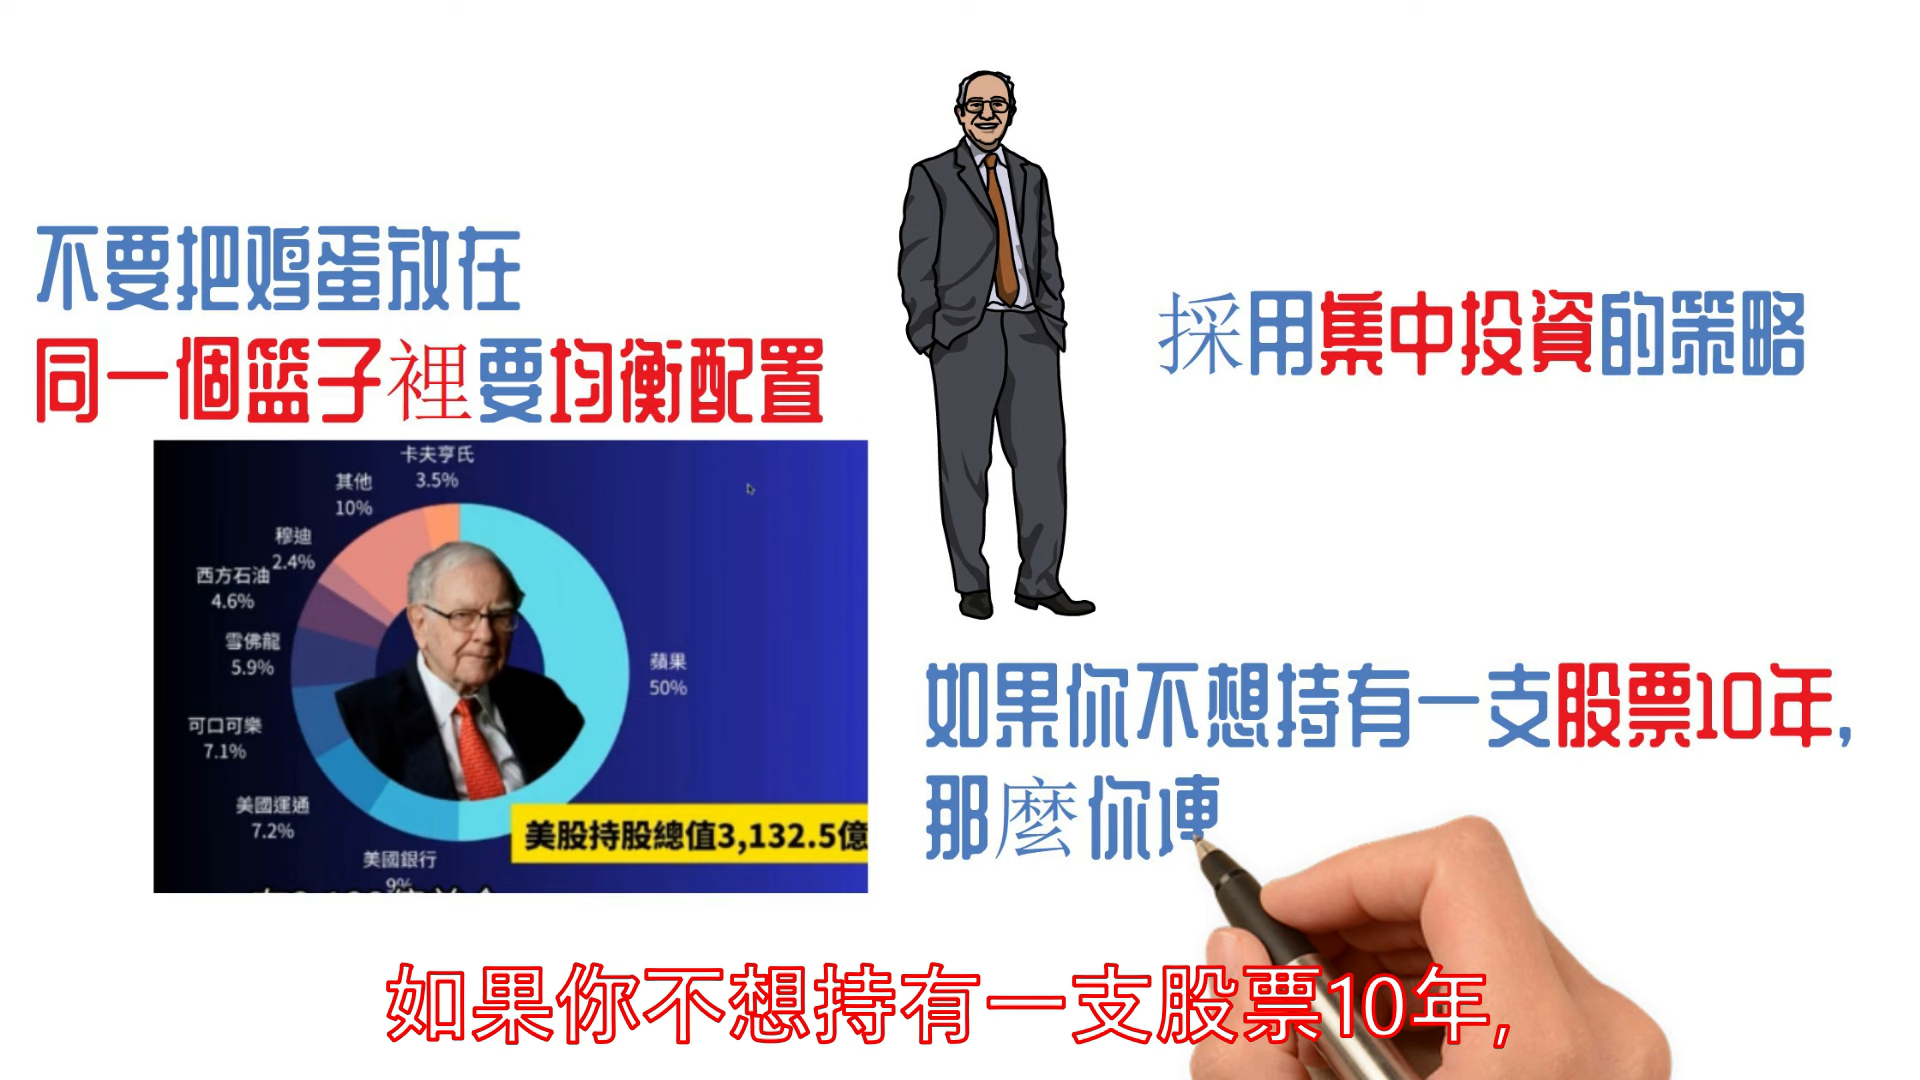 不要把鸡蛋放在
同一個籃子裡要均衡配置
採用集中投資的策略
卡夫亨氏
3.5%
其他
10%
穆迪
2.4%
西方石油
4.6%
雪佛龍
5.9%
可口可樂
7.1%
美國運通
7.2%
美國銀行
9%
蘋果
50%
美股持股總值3,132.5億
如果你不想持有一支股票10年,
那麼你連
如果你不想持有一支股票10年,